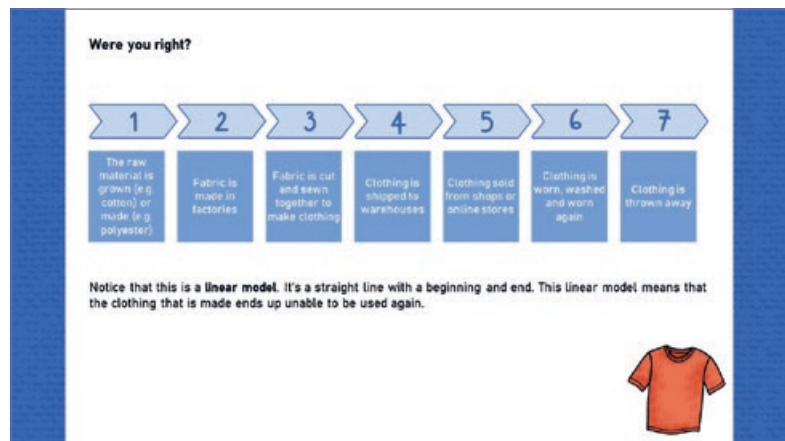 Were you right?
1
2
3
4
5
6
7
The raw
material is
grown (e.g.
cotton) or
made (e.g.
polyester)
Fabric is
made in
factories
Fabric is cut
and sewn
together to
make clothing
Clothing is
shipped to
warehouses
Clothing sold
from shops or
online stores
Clothing is
worn, washed
and worn
again
Clothing is
thrown away
Notice that this is a linear model. It's a straight line with a beginning and end. This linear model means that
the clothing that is made ends up unable to be used again.